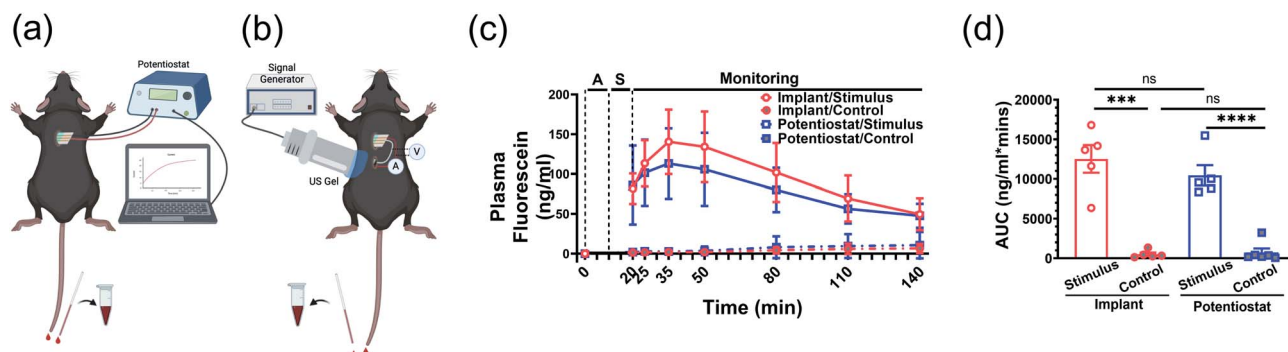 (a)
Potentiostat
(b)
Signal
Generator
US Gel
V
A
(c)
A
S
Monitoring
Implant/Stimulus
Implant/Control
Potentiostat/Stimulus
Potentiostat/Control
Plasma
Fluorescein
(ng/ml)
200
150
100
50
0
0
20
25
35
50
80
110
140
Time (min)
(d)
ns
***
ns
****
AUC (ng/ml*mins)
20000
15000
10000
5000
0
*
Stimulus
Control
Stimulus
Control
Implant
Potentiostat